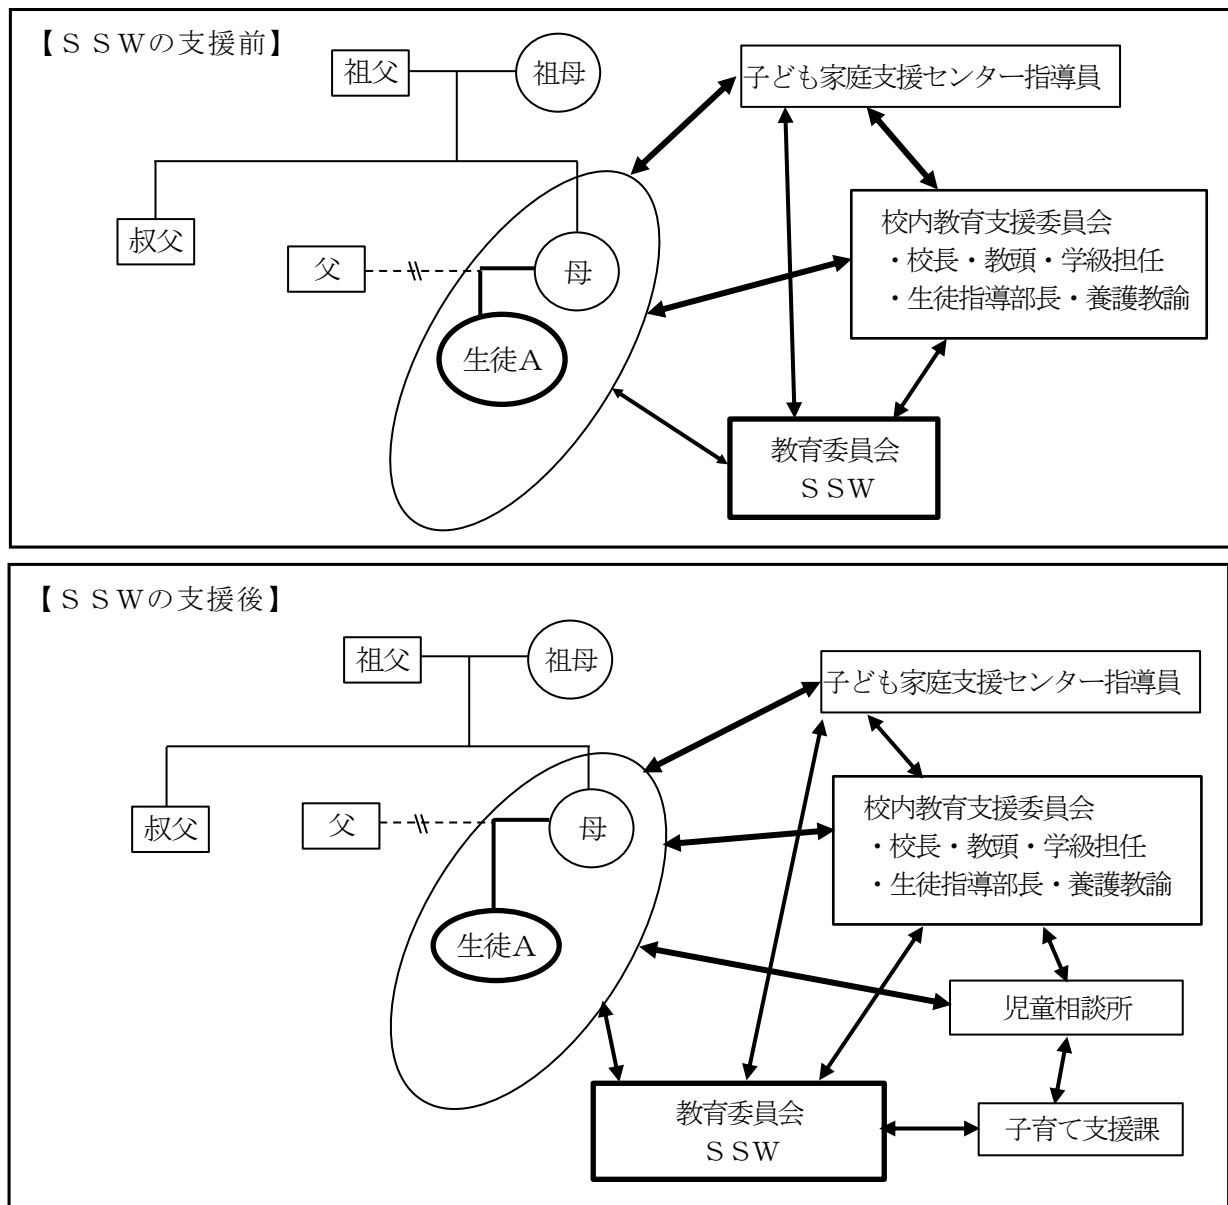 【ＳＳＷの支援前】
祖父
祖母
子ども家庭支援センター指導員
叔父
父
母
生徒Ａ
校内教育支援委員会
・校長・教頭・学級担任
・生徒指導部長・養護教諭
教育委員会
ＳＳＷ
【ＳＳＷの支援後】
祖父
祖母
子ども家庭支援センター指導員
叔父
父
母
生徒Ａ
校内教育支援委員会
・校長・教頭・学級担任
・生徒指導部長・養護教諭
児童相談所
教育委員会
ＳＳＷ
子育て支援課